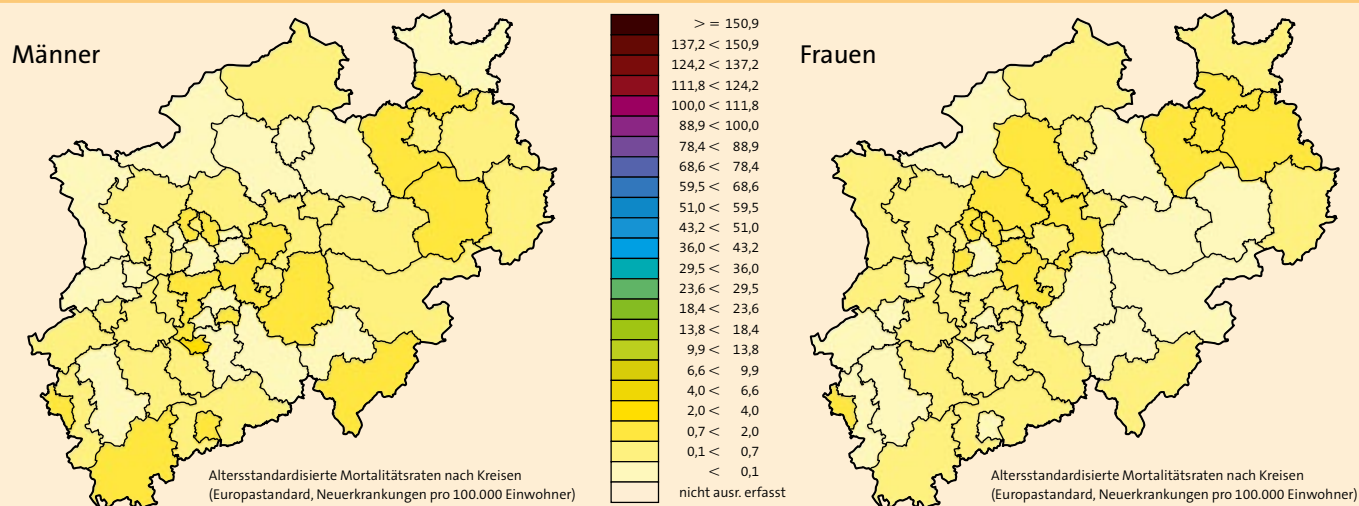 Männer
> = 150,9
137,2 < 150,9
124,2 < 137,2
111,8 < 124,2
100,0 < 111,8
88,9 < 100,0
78,4 < 88,9
68,6 < 78,4
59,5 < 68,6
51,0 < 59,5
43,2 < 51,0
36,0 < 43,2
29,5 < 36,0
23,6 < 29,5
18,4 < 23,6
13,8 < 18,4
9,9 < 13,8
6,6 < 9,9
4,0 < 6,6
2,0 < 4,0
0,7 < 2,0
0,1 < 0,7
< 0,1
nicht ausr. erfasst
Altersstandardisierte Mortalitätsraten nach Kreisen
(Europastandard, Neuerkrankungen pro 100.000 Einwohner)
Frauen
Altersstandardisierte Mortalitätsraten nach Kreisen
(Europastandard, Neuerkrankungen pro 100.000 Einwohner)